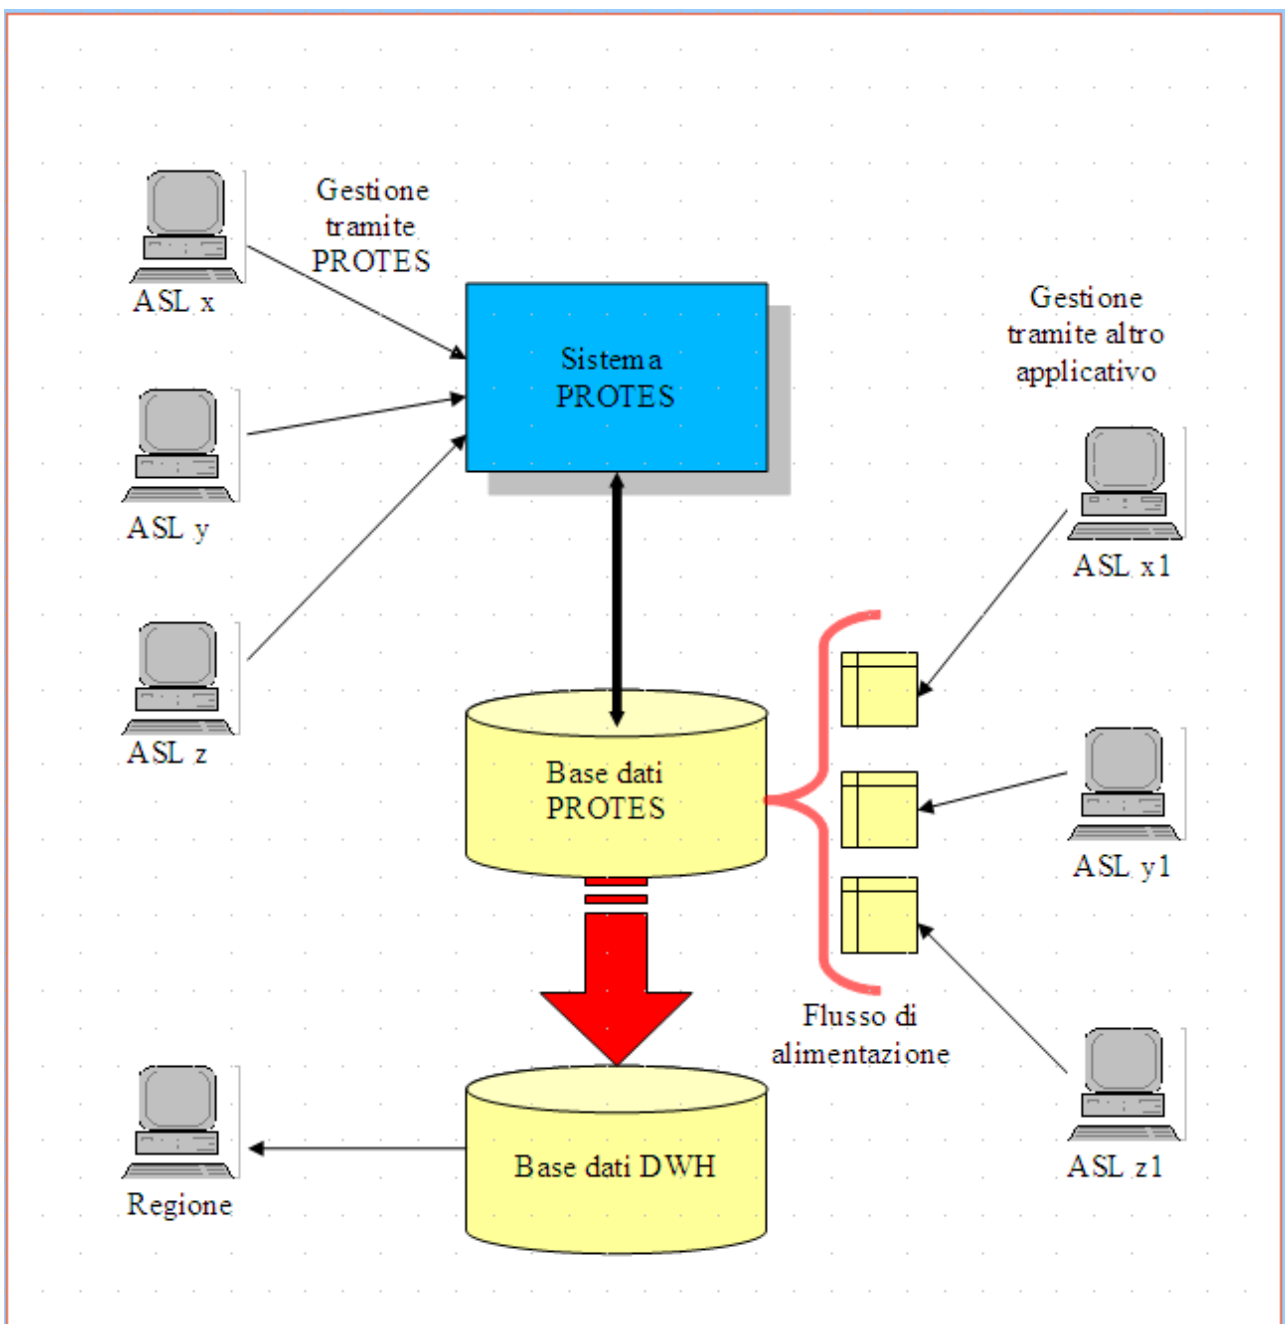 Gestione
tramite
PROTES
ASL x
Sistema
PROTES
Gestione
tramite altro
applicativo
ASL y
ASL x1
ASL z
Base dati
PROTES
ASL y1
Flusso di
alimentazione
Base dati DWH
ASL z1
Regione